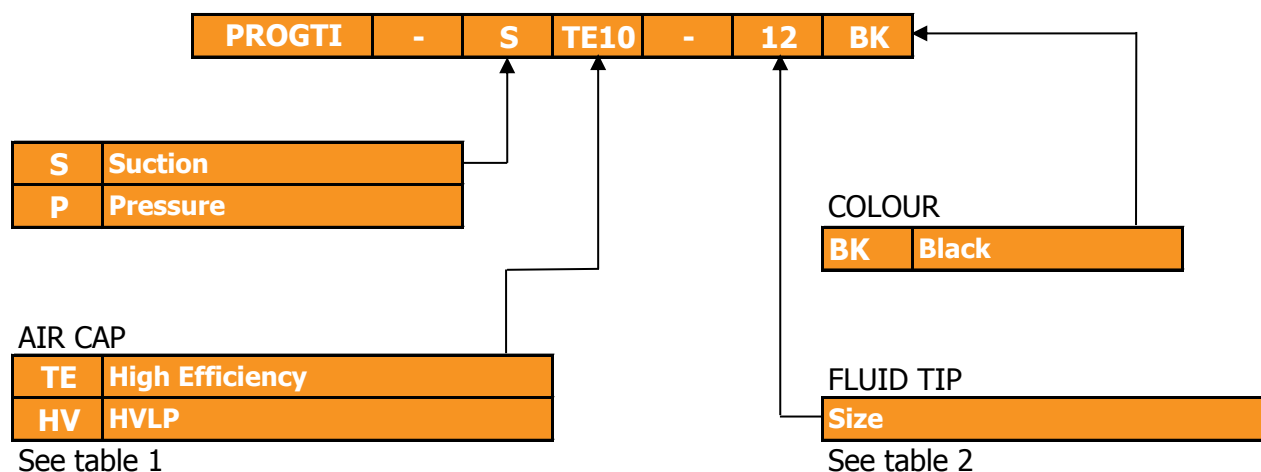 PROGTI - S TE10 - 12 BK
S Suction
P Pressure
COLOUR
BK Black
AIR CAP
TE High Efficiency
HV HVLP
See table 1
FLUID TIP
Size
See table 2